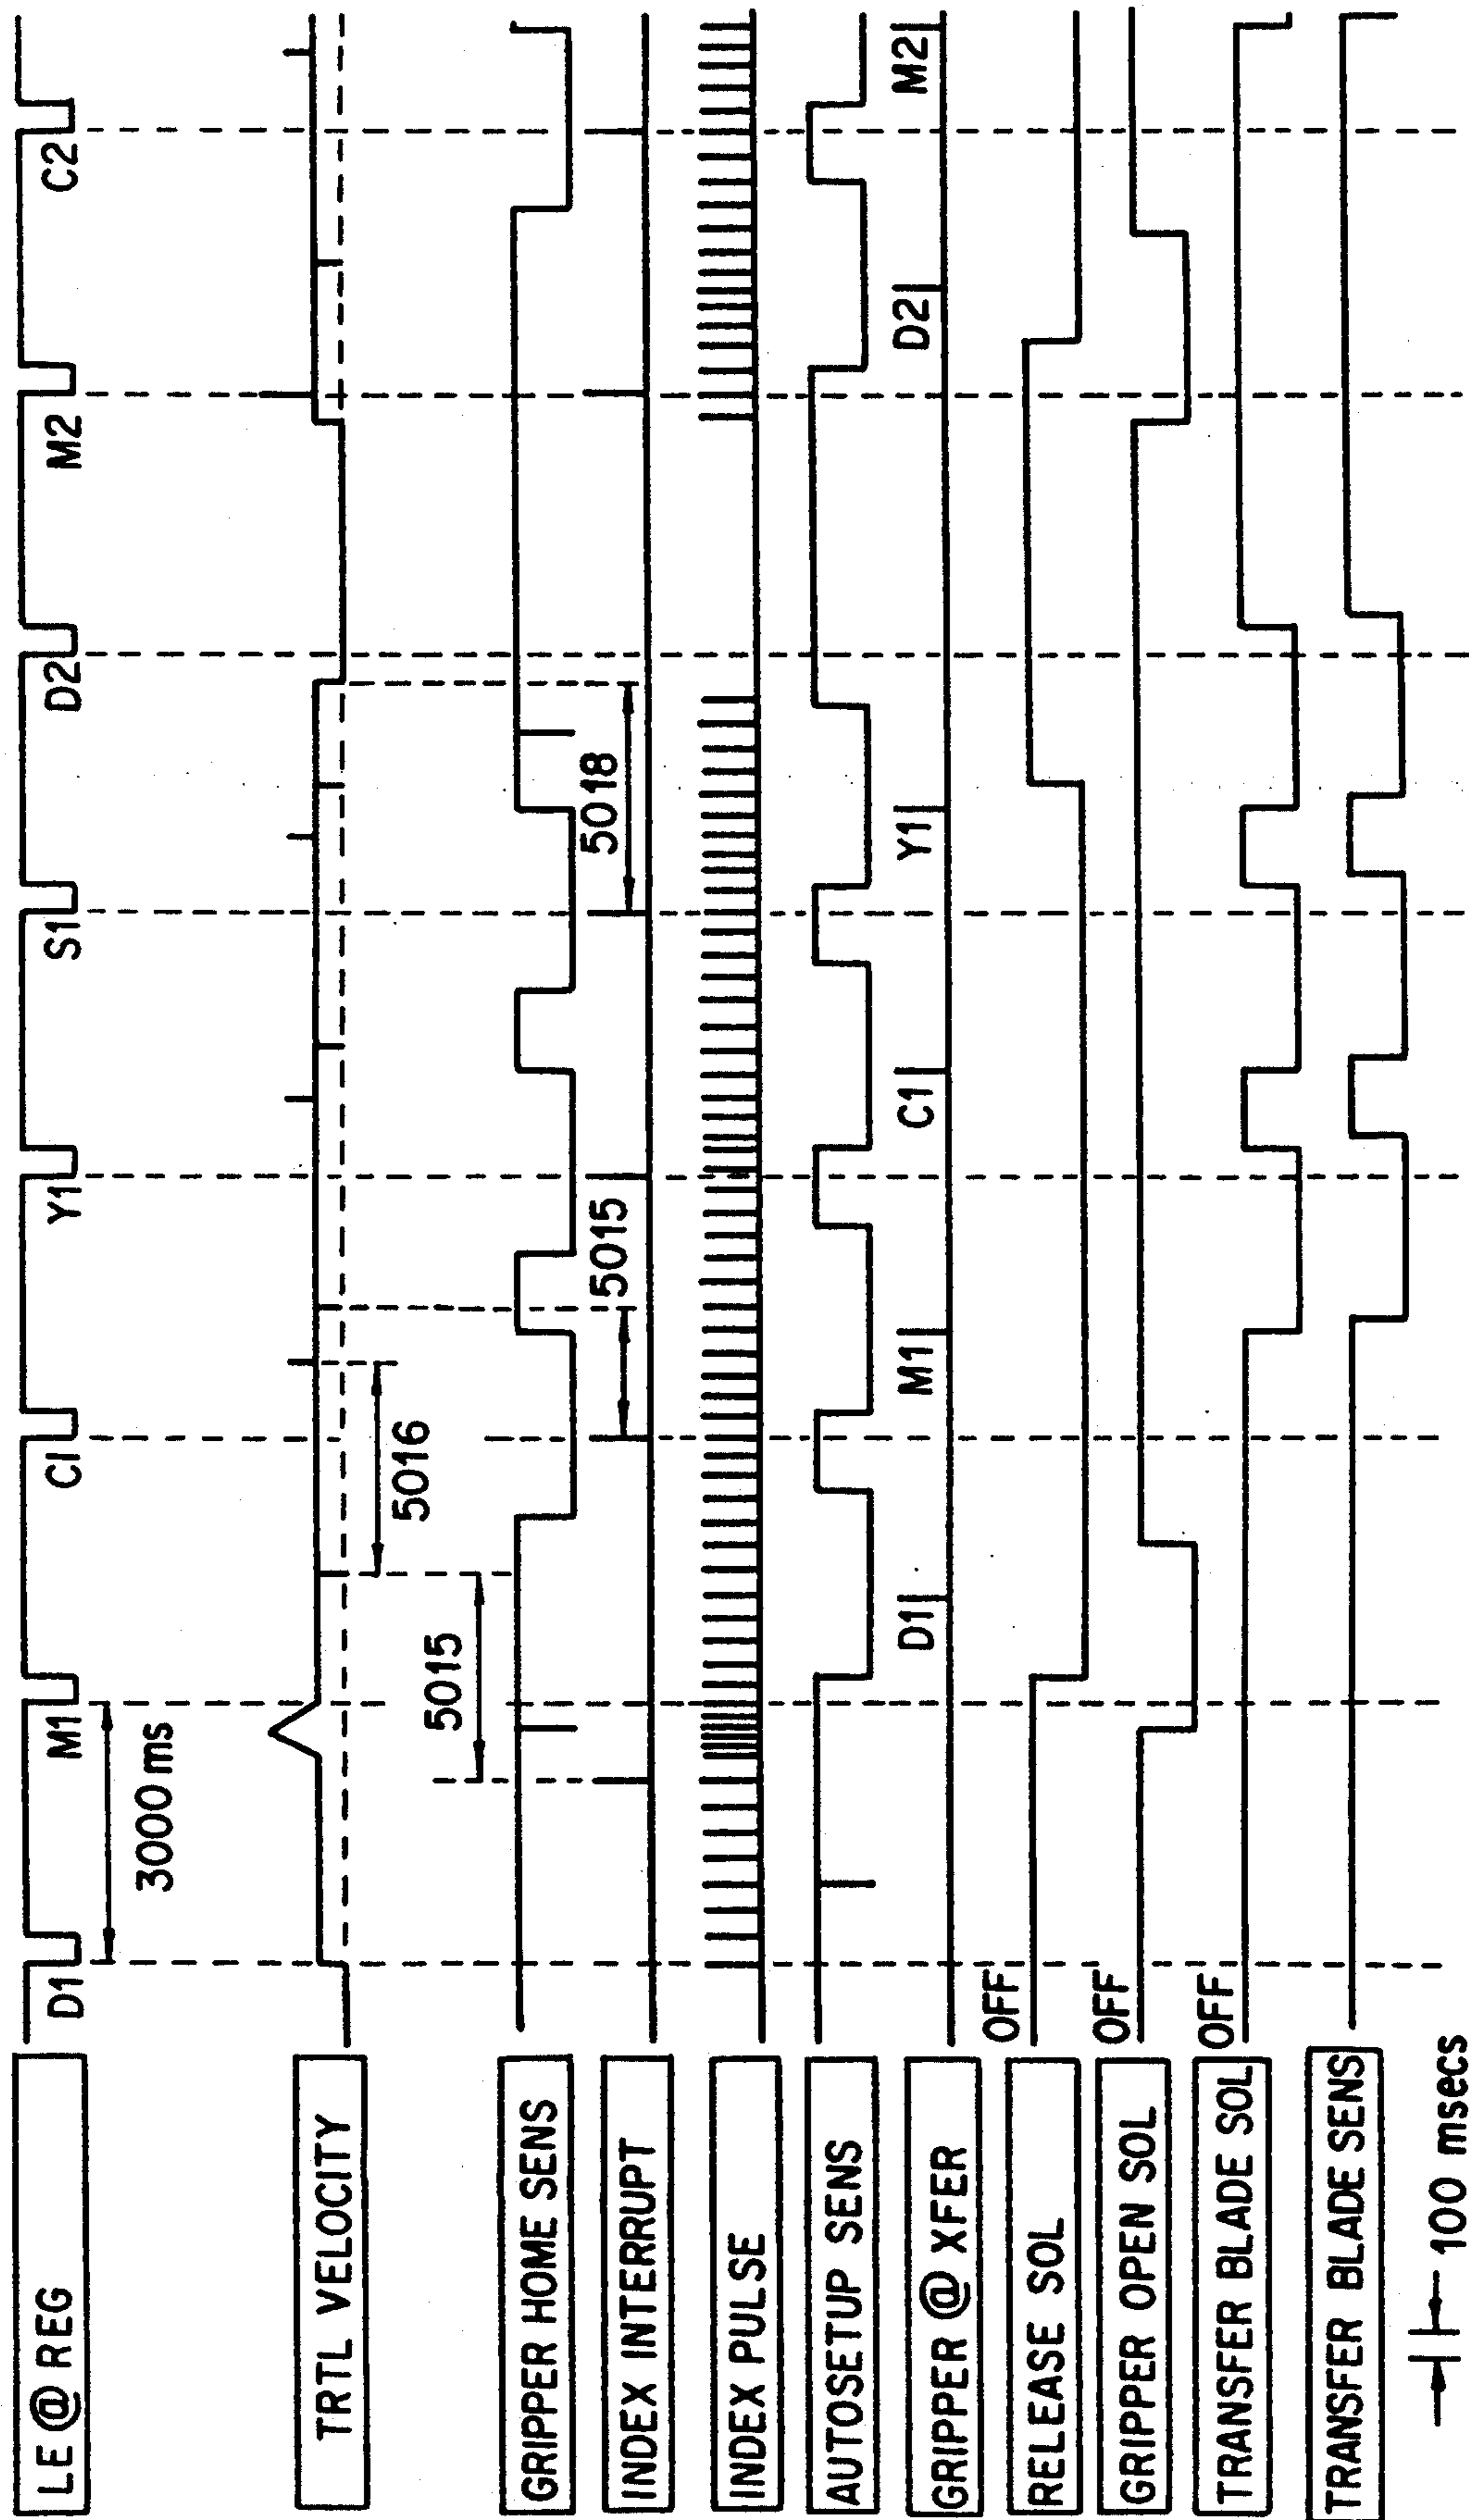 LE @ REG
D1
M1
C1
Y1
S1
D2
M2
C2
3000 ms
TRTL VELOCITY
5015
5016
5015
5018
GRIPPER HOME SENS
INDEX INTERRUPT
INDEX PULSE
AUTOSETUP SENS
GRIPPER @ XFER
D1
M1
C1
Y1
D2
M2
RELEASE SOL
OFF
GRIPPER OPEN SOL
OFF
TRANSFER BLADE SOL
OFF
TRANSFER BLADE SENS
100 msecs